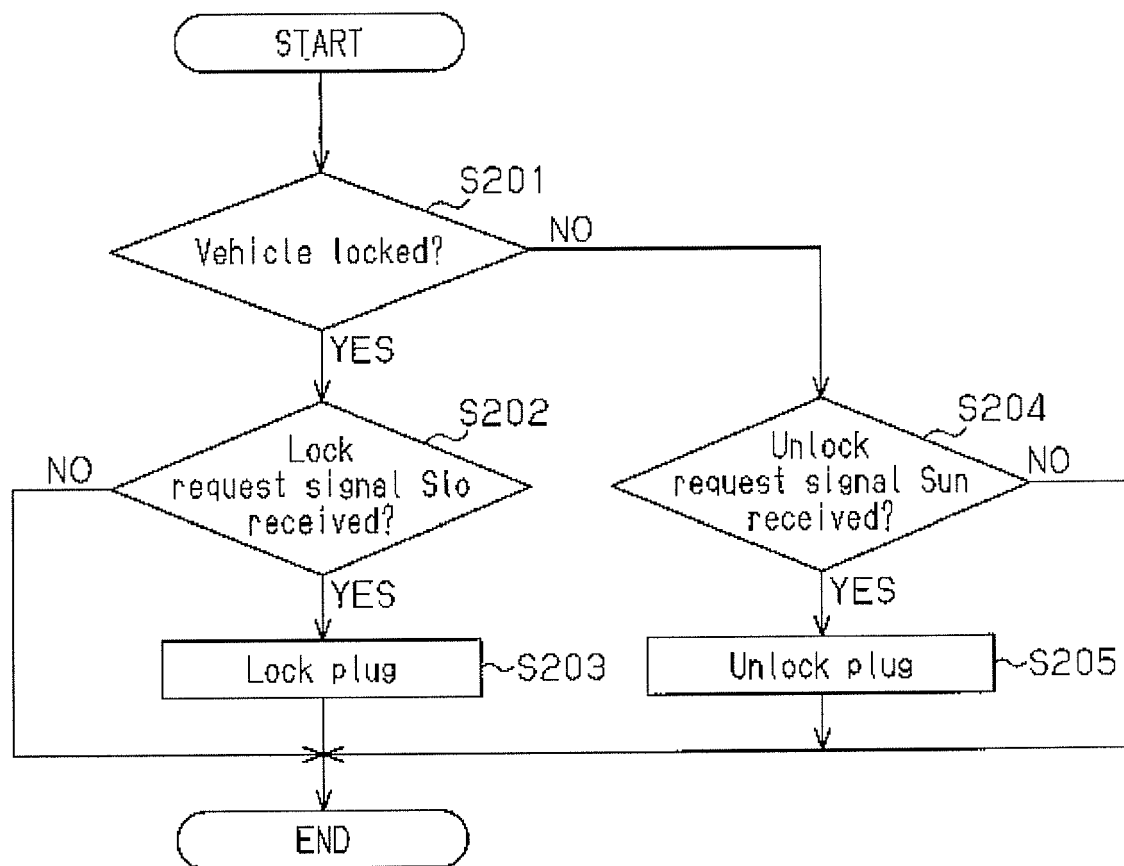 START
S201
Vehicle locked?
NO
YES
S202
Lock
request signal Slo
received?
NO
YES
S204
Unlock
request signal Sun
received?
NO
YES
Lock plug
S203
Unlock plug
S205
END